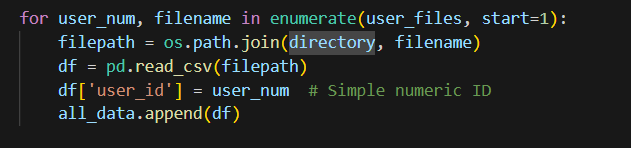 for user_num, filename in enumerate(user_files, start=1):
    filepath = os.path.join(directory, filename)
    df = pd.read_csv(filepath)
    df['user_id'] = user_num  # Simple numeric ID
    all_data.append(df)